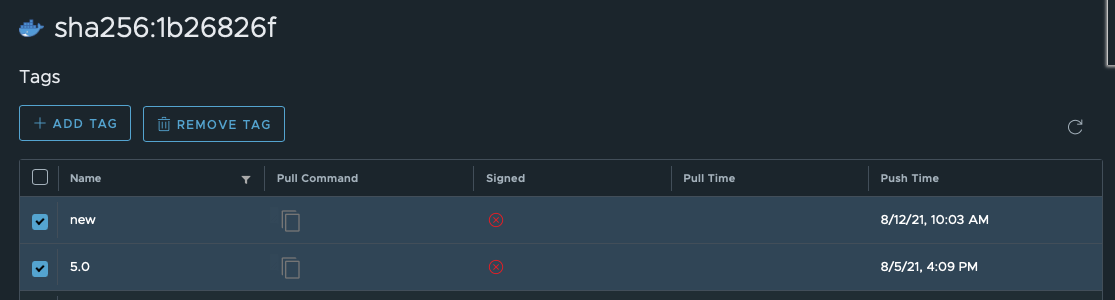 sha256:1b26826f
Tags
ADD TAG REMOVE TAG
Name Pull Command Signed Pull Time Push Time
new 8/12/21, 10:03 AM
5.0 8/5/21, 4:09 PM